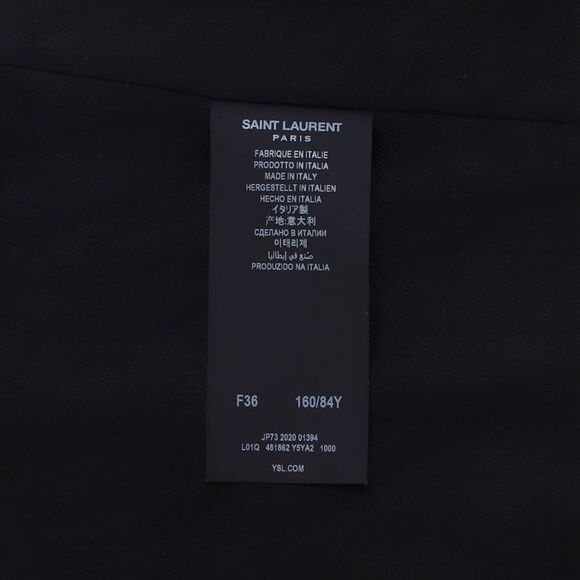 SAINT LAURENT
PARIS
FABRIQUE EN ITALIE
PRODOTTO IN ITALIA
MADE IN ITALY
HERGESTELLT IN ITALIEN
HECHO EN ITALIA
イタリア製
产地:意大利
СДЕЛАНО В ИТАЛИИ
이태리제
صنع في إيطاليا
PRODUZIDO NA ITALIA
F36 160/84Y
JP73 2020 01394
L01Q 481862 Y5YA2 1000
YSL.COM